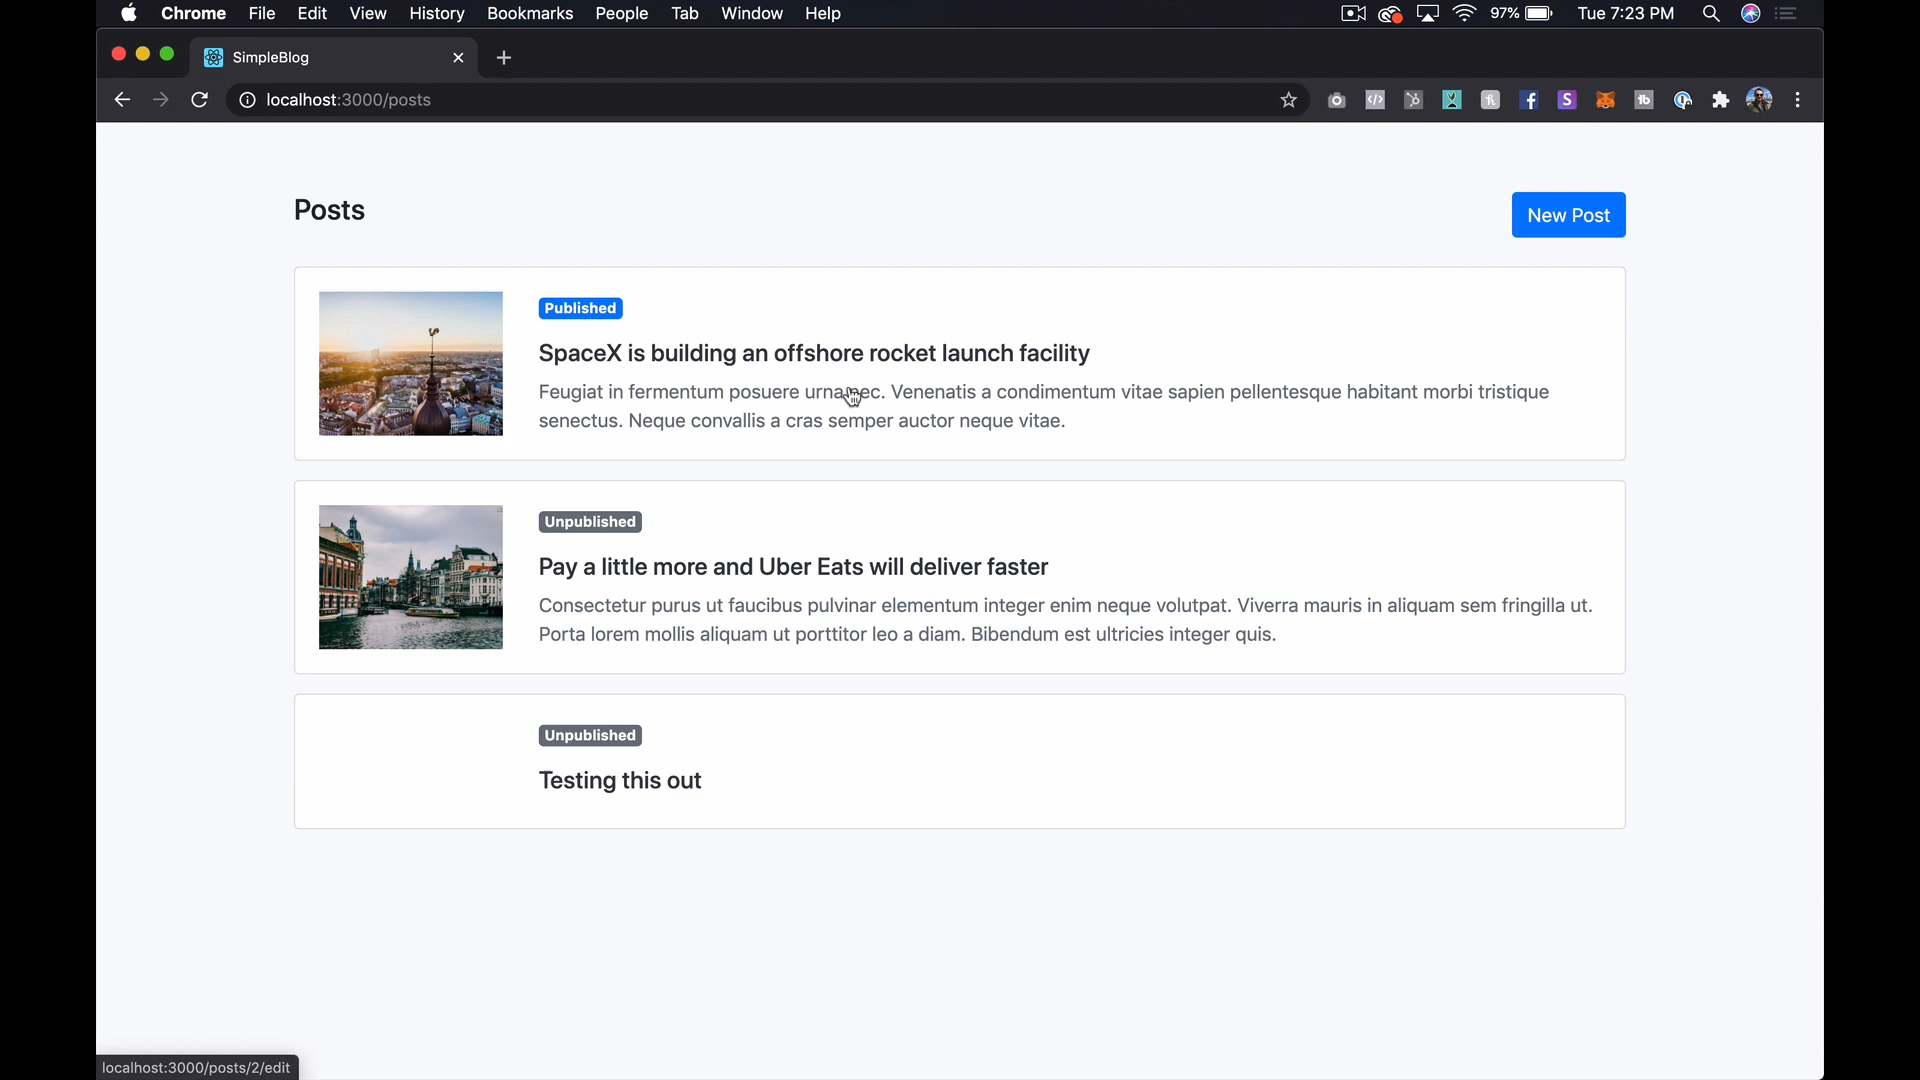 Chrome File Edit View History Bookmarks People Tab Window Help 97% Tue 7:23 PM
SimpleBlog
localhost:3000/posts
Posts
New Post
Published
SpaceX is building an offshore rocket launch facility
Feugiat in fermentum posuere urna nec. Venenatis a condimentum vitae sapien pellentesque habitant morbi tristique
senectus. Neque convallis a cras semper auctor neque vitae.
Unpublished
Pay a little more and Uber Eats will deliver faster
Consectetur purus ut faucibus pulvinar elementum integer enim neque volutpat. Viverra mauris in aliquam sem fringilla ut.
Porta lorem mollis aliquam ut porttitor leo a diam. Bibendum est ultricies integer quis.
Unpublished
Testing this out
localhost:3000/posts/2/edit